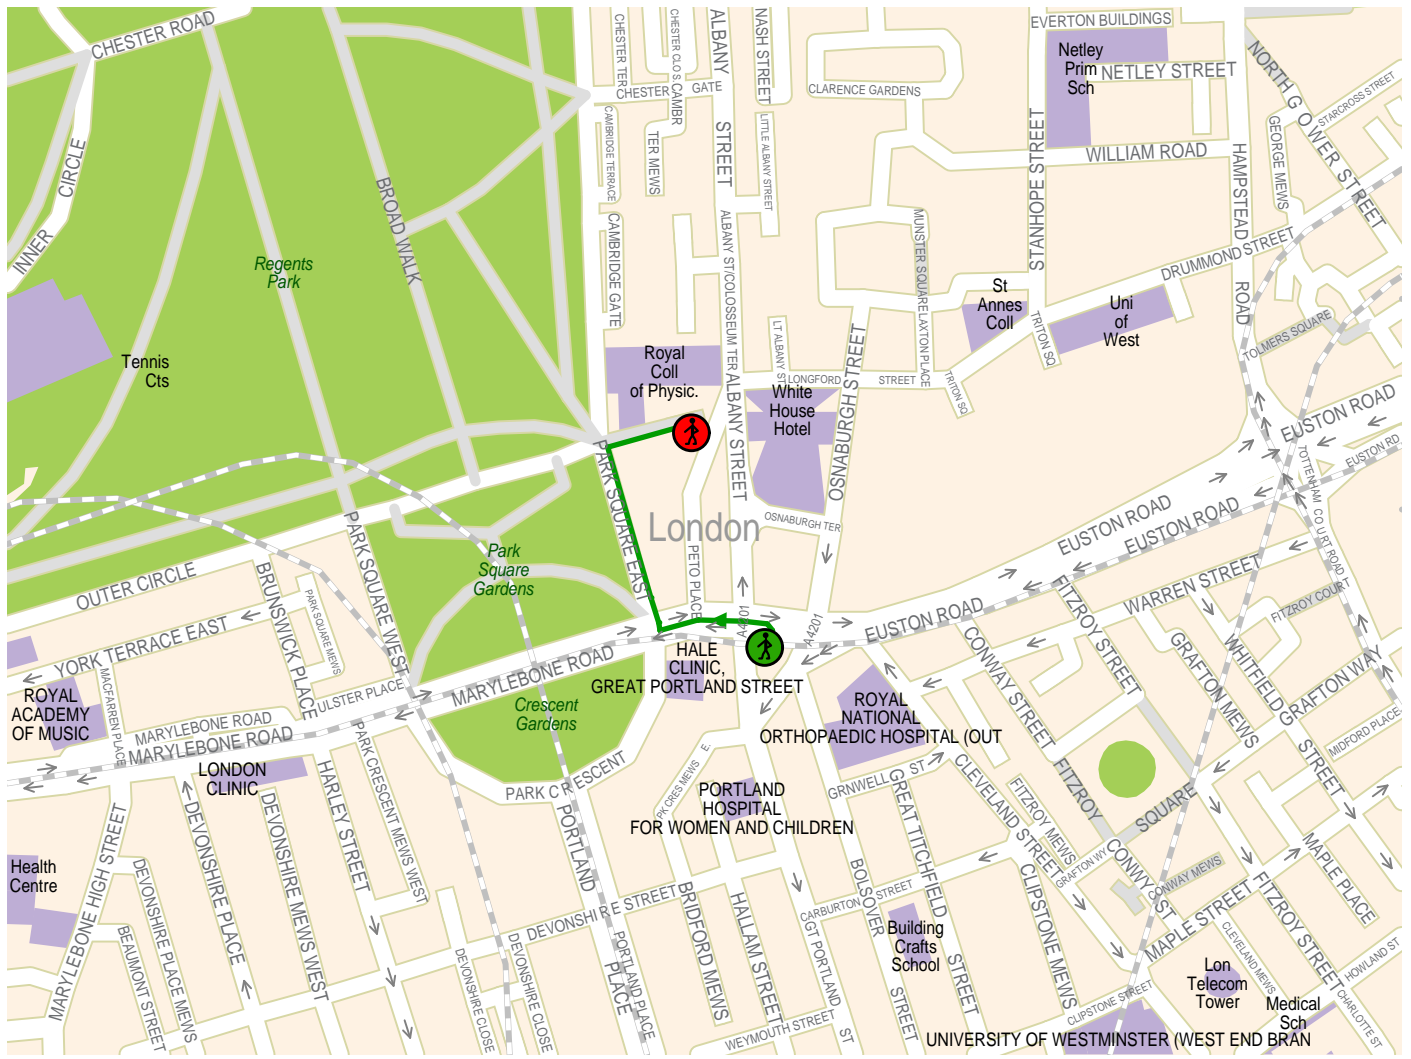 CHESTER ROAD
CHESTER TERR
CHESTER CLO S.
CAMBR
ALBANY
STREET
NASH STREET
EVERTON BUILDINGS
Netley
Prim
Sch
NETLEY STREET
NORTH GOWER STREET
STARCROSS STREET
CHESTER GATE
CLARENCE GARDENS
CAMBRIDGE TERRACE
TER MEWS
LITTLE ALBANY STREET
STANHOPE STREET
WILLIAM ROAD
HAMPSTEAD
ROAD
GEORGE MEWS
INNER CIRCLE
BROAD WALK
Regents
Park
CAMBRIDGE GATE
ALBANY ST/COLOSSEUM TER
MUNSTER SQUARE
LAXTON PLACE
DRUMMOND STREET
St
Annes
Coll
Uni
of
West
TRITON SQ
TOLMERS SQUARE
Tennis
Cts
Royal
Coll
of Physic.
LT ALBANY ST
LONGFORD STREET
TRITON SQ
White
House
Hotel
ALBANY STREET
OSNABURGH STREET
EUSTON ROAD
EUSTON RD
TOTTENHAM COURT ROAD
PARK SQUARE EAST
London
OSNABURGH TER
EUSTON ROAD
EUSTON ROAD
PARK SQUARE WEST
Park
Square
Gardens
PETO PLACE
OUTER CIRCLE
BRUNSWICK PLACE
PARK SQUARE MEWS
A4201
A4201
EUSTON ROAD
WARREN STREET
FITZROY COURT
FITZROY STREET
YORK TERRACE EAST
ULSTER PLACE
MARYLEBONE ROAD
HALE
CLINIC,
GREAT PORTLAND STREET
CONWAY STREET
GRAFTON MEWS
WHITFIELD
STREET
GRAFTON WAY
MIDFORD PLACE
ROYAL
ACADEMY
OF MUSIC
MACFARREN PLACE
MARYLEBONE ROAD
MARYLEBONE ROAD
Crescent
Gardens
ROYAL
NATIONAL
ORTHOPAEDIC HOSPITAL (OUT
LONDON
CLINIC
PARK CRESCENT
PARK CRESCENT MEWS WEST
PK CRES MEWS E.
PORTLAND
HOSPITAL
FOR WOMEN AND CHILDREN
GRNWELL ST
CLEVELAND STREET
FITZROY MEWS
FITZROY
SQUARE
GRAFTON WY
CONWY ST
CONWAY MEWS
MAPLE PLACE
HARLEY STREET
DEVONSHIRE PLACE
DEVONSHIRE MEWS WEST
PORTLAND
PLACE
GREAT TITCHFIELD
STREET
Health
Centre
MARYLEBONE HIGH STREET
DEVONSHIRE PLACE MEWS
BEAUMONT STREET
DEVONSHIRE STREET
BRIDFORD MEWS
HALLAM STREET
BOLSOVER
STREET
CARBURTON STREET
GT PORTLAND
ST
CLIPSTONE MEWS
MAPLE STREET
FITZROY STREET
Building
Crafts
School
DEVONSHIRE CLOSE
DEVONSHIRE CLOSE
PORTLAND PLACE
WEYMOUTH STREET
CLIPSTONE STREET
CLEVELAND MEWS
Lon
Telecom
Tower
HOWLAND ST
CHARLOTTE ST
Medical
Sch
UNIVERSITY OF WESTMINSTER (WEST END BRAN